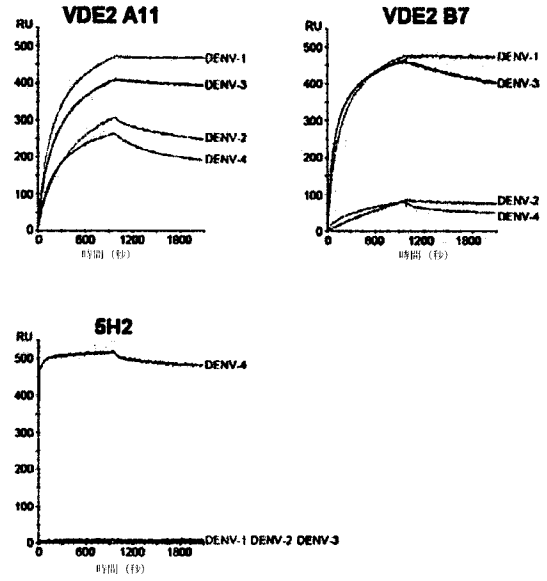 VDE2 A11
RU
500
400
300
200
100
0
DENV-1
DENV-3
DENV-2
DENV-4
0 600 1200 1800
時間 (秒)
VDE2 B7
RU
500
400
300
200
100
0
DENV-1
DENV-3
DENV-2
DENV-4
0 600 1200 1800
時間 (秒)
5H2
RU
500
400
300
200
100
0
DENV-4
DENV-1 DENV-2 DENV-3
0 600 1200 1800
時間 (秒)